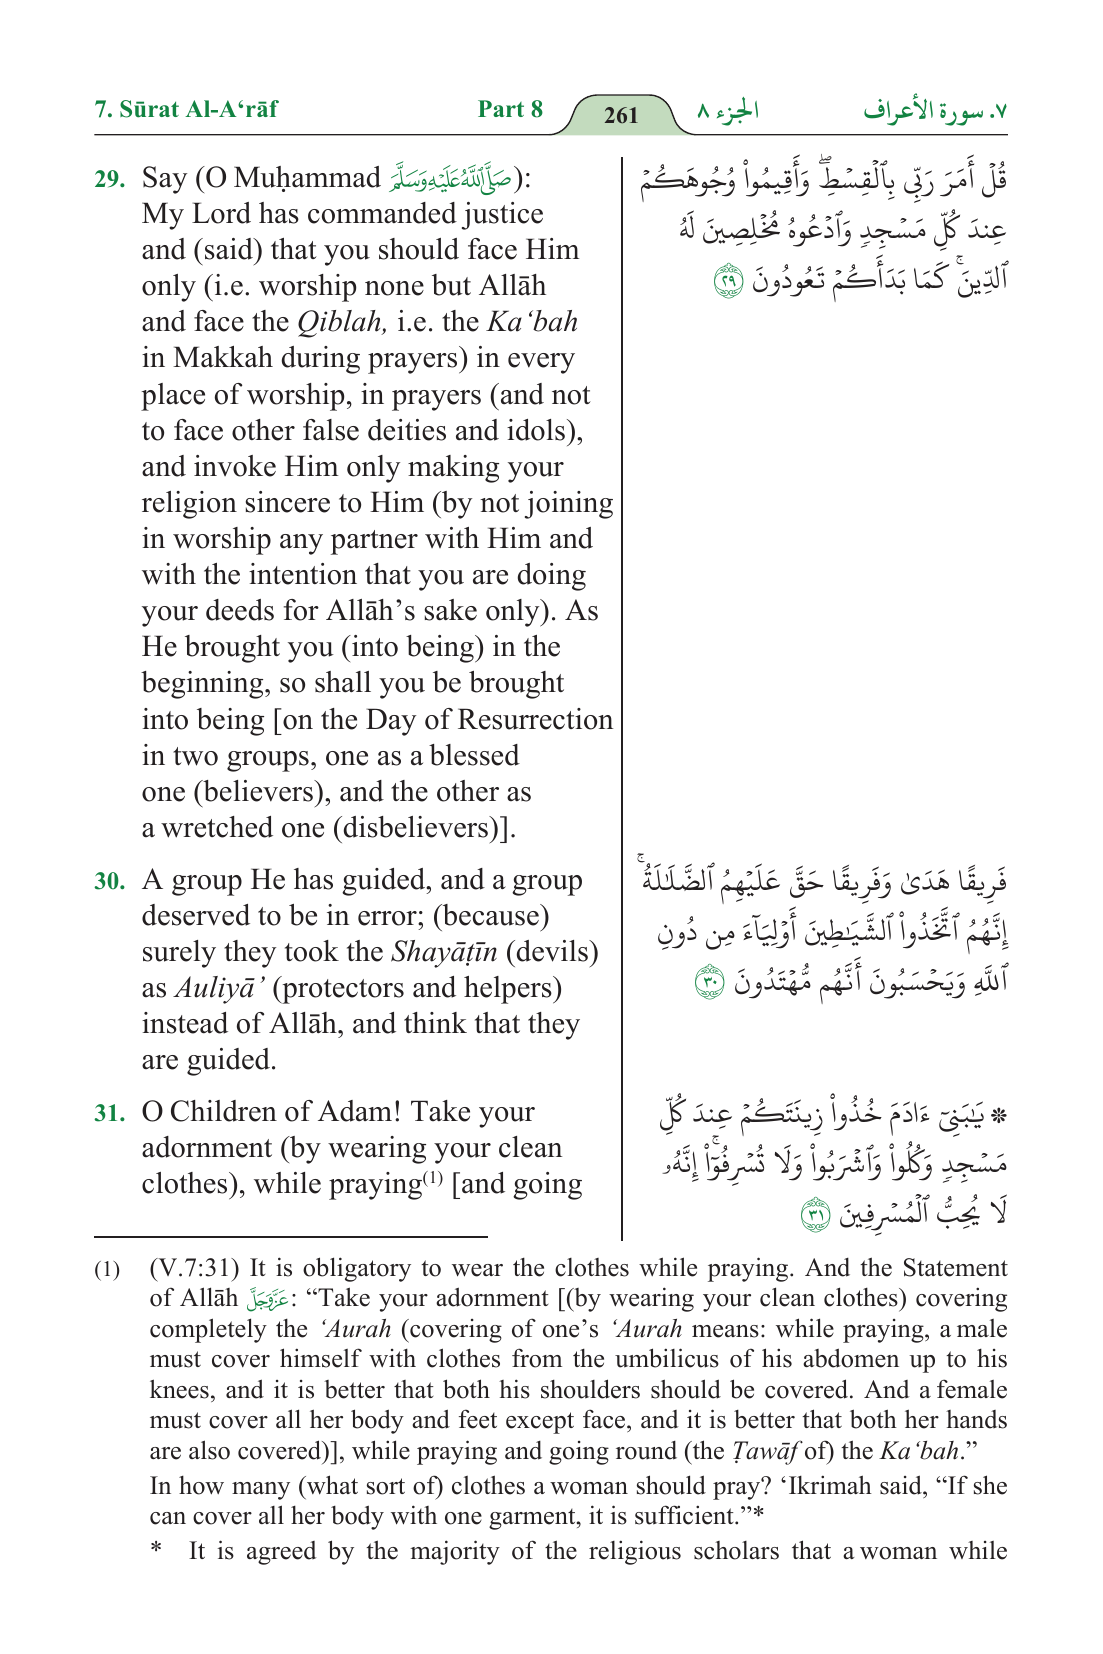 7. Sūrat Al-A‘rāf
Part 8
261
الجزء ٨
٧. سورة الأعراف
29. Say (O Muḥammad صَلَّى اللَّهُ عَلَيْهِ وَسَلَّمَ):
My Lord has commanded justice
and (said) that you should face Him
only (i.e. worship none but Allāh
and face the Qiblah, i.e. the Ka‘bah
in Makkah during prayers) in every
place of worship, in prayers (and not
to face other false deities and idols),
and invoke Him only making your
religion sincere to Him (by not joining
in worship any partner with Him and
with the intention that you are doing
your deeds for Allāh’s sake only). As
He brought you (into being) in the
beginning, so shall you be brought
into being [on the Day of Resurrection
in two groups, one as a blessed
one (believers), and the other as
a wretched one (disbelievers)].
قُلۡ أَمَرَ رَبِّي بِٱلۡقِسۡطِۖ وَأَقِيمُواْ وُجُوهَكُمۡ
عِندَ كُلِّ مَسۡجِدٖ وَٱدۡعُوهُ مُخۡلِصِينَ لَهُ
ٱلدِّينَۚ كَمَا بَدَأَكُمۡ تَعُودُونَ ٢٩
30. A group He has guided, and a group
deserved to be in error; (because)
surely they took the Shayāṭīn (devils)
as Auliyā’ (protectors and helpers)
instead of Allāh, and think that they
are guided.
فَرِيقًا هَدَىٰ وَفَرِيقًا حَقَّ عَلَيۡهِمُ ٱلضَّلَٰلَةُۚ
إِنَّهُمُ ٱتَّخَذُواْ ٱلشَّيَٰطِينَ أَوۡلِيَآءَ مِن دُونِ
ٱللَّهِ وَيَحۡسَبُونَ أَنَّهُم مُّهۡتَدُونَ ٣٠
31. O Children of Adam! Take your
adornment (by wearing your clean
clothes), while praying(1) [and going
۞ يَٰبَنِيٓ ءَادَمَ خُذُواْ زِينَتَكُمۡ عِندَ كُلِّ
مَسۡجِدٖ وَكُلُواْ وَٱشۡرَبُواْ وَلَا تُسۡرِفُوٓاْۚ إِنَّهُۥ
لَا يُحِبُّ ٱلۡمُسۡرِفِينَ ٣١
(1) (V.7:31) It is obligatory to wear the clothes while praying. And the Statement
of Allāh عَزَّ وَجَلَّ: “Take your adornment [(by wearing your clean clothes) covering
completely the ‘Aurah (covering of one’s ‘Aurah means: while praying, a male
must cover himself with clothes from the umbilicus of his abdomen up to his
knees, and it is better that both his shoulders should be covered. And a female
must cover all her body and feet except face, and it is better that both her hands
are also covered)], while praying and going round (the Ṭawāf of) the Ka‘bah.”
In how many (what sort of) clothes a woman should pray? ‘Ikrimah said, “If she
can cover all her body with one garment, it is sufficient.”*
* It is agreed by the majority of the religious scholars that a woman while